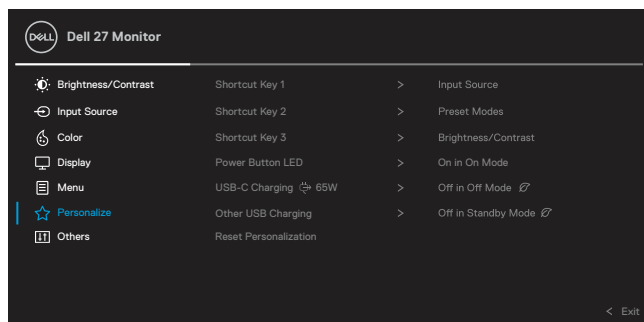 DELL Dell 27 Monitor
Brightness/Contrast Shortcut Key 1 > Input Source
Input Source Shortcut Key 2 > Preset Modes
Color Shortcut Key 3 > Brightness/Contrast
Display Power Button LED > On in On Mode
Menu USB-C Charging 65W > Off in Off Mode
Personalize Other USB Charging > Off in Standby Mode
Others Reset Personalization
< Exit